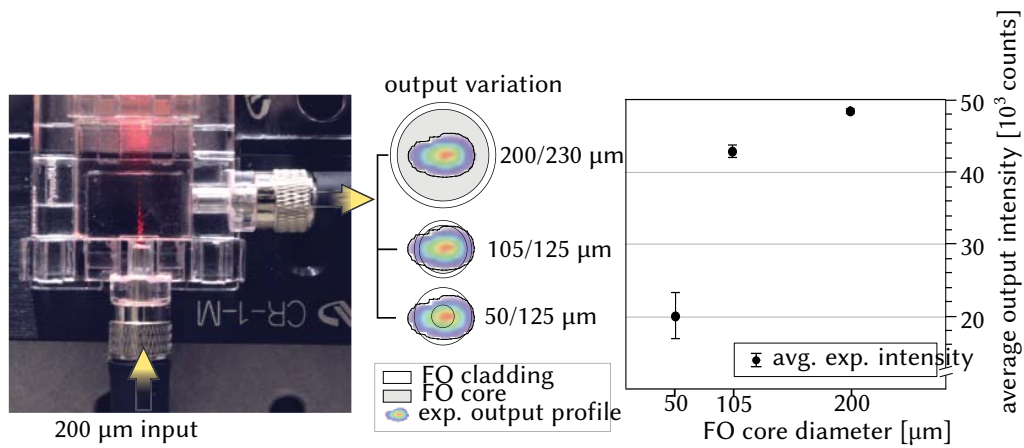 output variation
200/230 µm
105/125 µm
50/125 µm
CR-1-M
FO cladding
FO core
exp. output profile
200 µm input
50
40
30
20
average output intensity [10³ counts]
avg. exp. intensity
50
105
200
FO core diameter [µm]